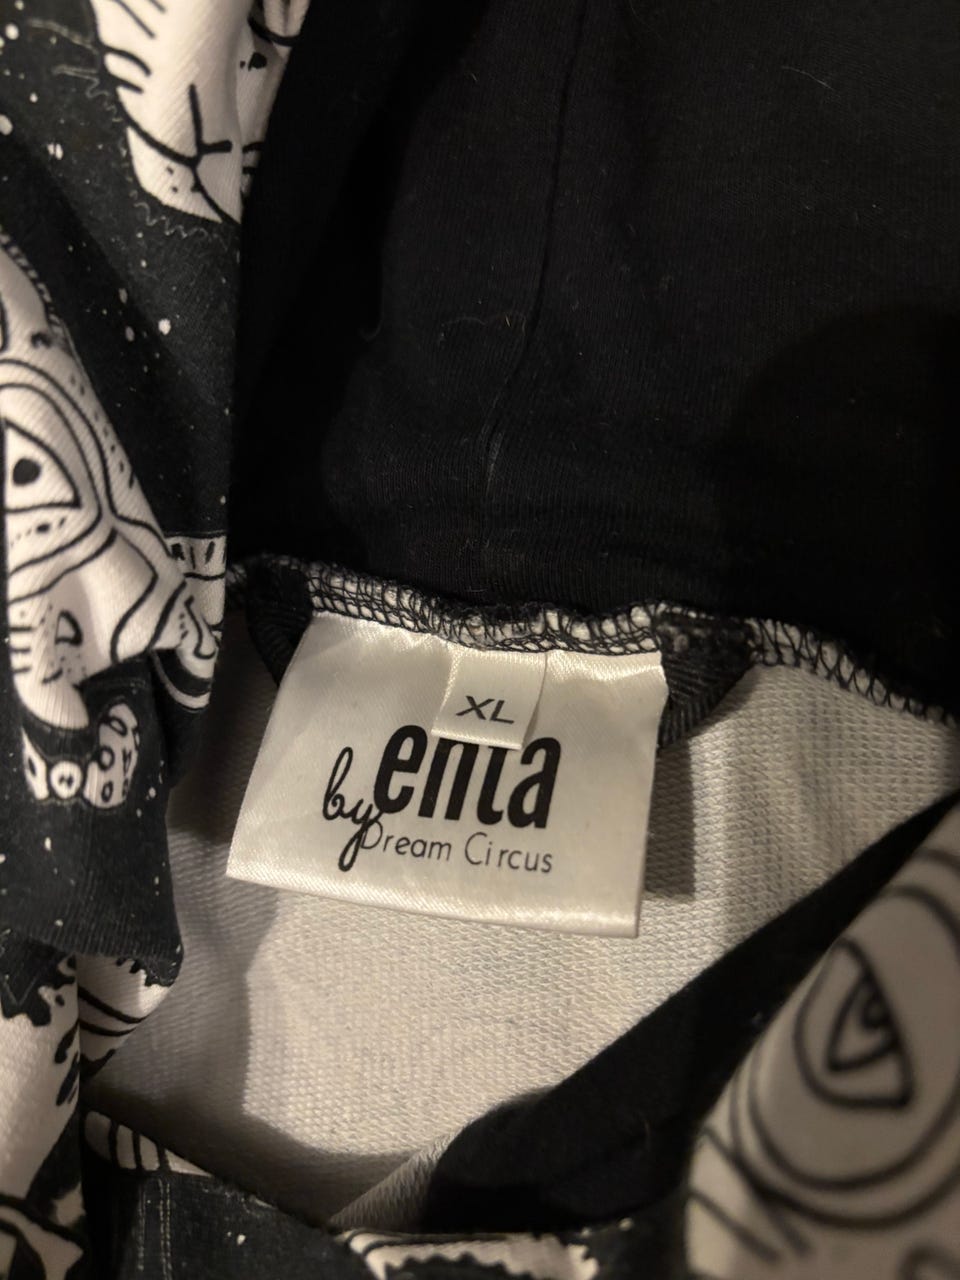 XL
enta
by
Dream Circus